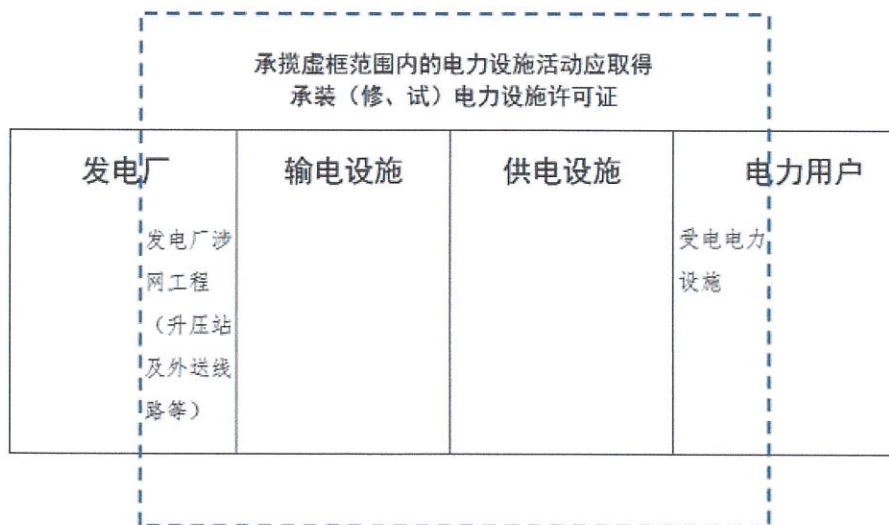 承揽虚框范围内的电力设施活动应取得
承装（修、试）电力设施许可证
发电厂
输电设施
供电设施
电力用户
发电厂涉
网工程
（升压站
及外送线
路等）
受电电力
设施